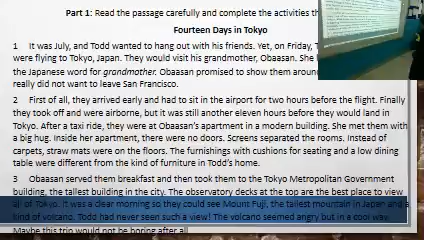 Part 1: Read the passage carefully and complete the activities th
Fourteen Days in Tokyo
1 It was July, and Todd wanted to hang out with his friends. Yet, on Friday,
were flying to Tokyo, Japan. They would visit his grandmother, Obaasan. She
the Japanese word for grandmother. Obaasan promised to show them around
really did not want to leave San Francisco.
2 First of all, they arrived early and had to sit in the airport for two hours before the flight. Finally
they took off and were airborne, but it was still another eleven hours before they would land in
Tokyo. After a taxi ride, they were at Obaasan's apartment in a modern building. She met them with
a big hug. Inside her apartment, there were no doors. Screens separated the rooms. Instead of
carpets, straw mats were on the floors. The furnishings with cushions for seating and a low dining
table were different from the kind of furniture in Todd's home.
3 Obaasan served them breakfast and then took them to the Tokyo Metropolitan Government
building, the tallest building in the city. The observatory decks at the top are the best place to view
all of Tokyo. It was a clear morning so they could see Mount Fuji, the tallest mountain in Japan and a
kind of volcano. Todd had never seen such a view! The volcano seemed angry but in a cool way.
Maybe this trip would not be boring after all